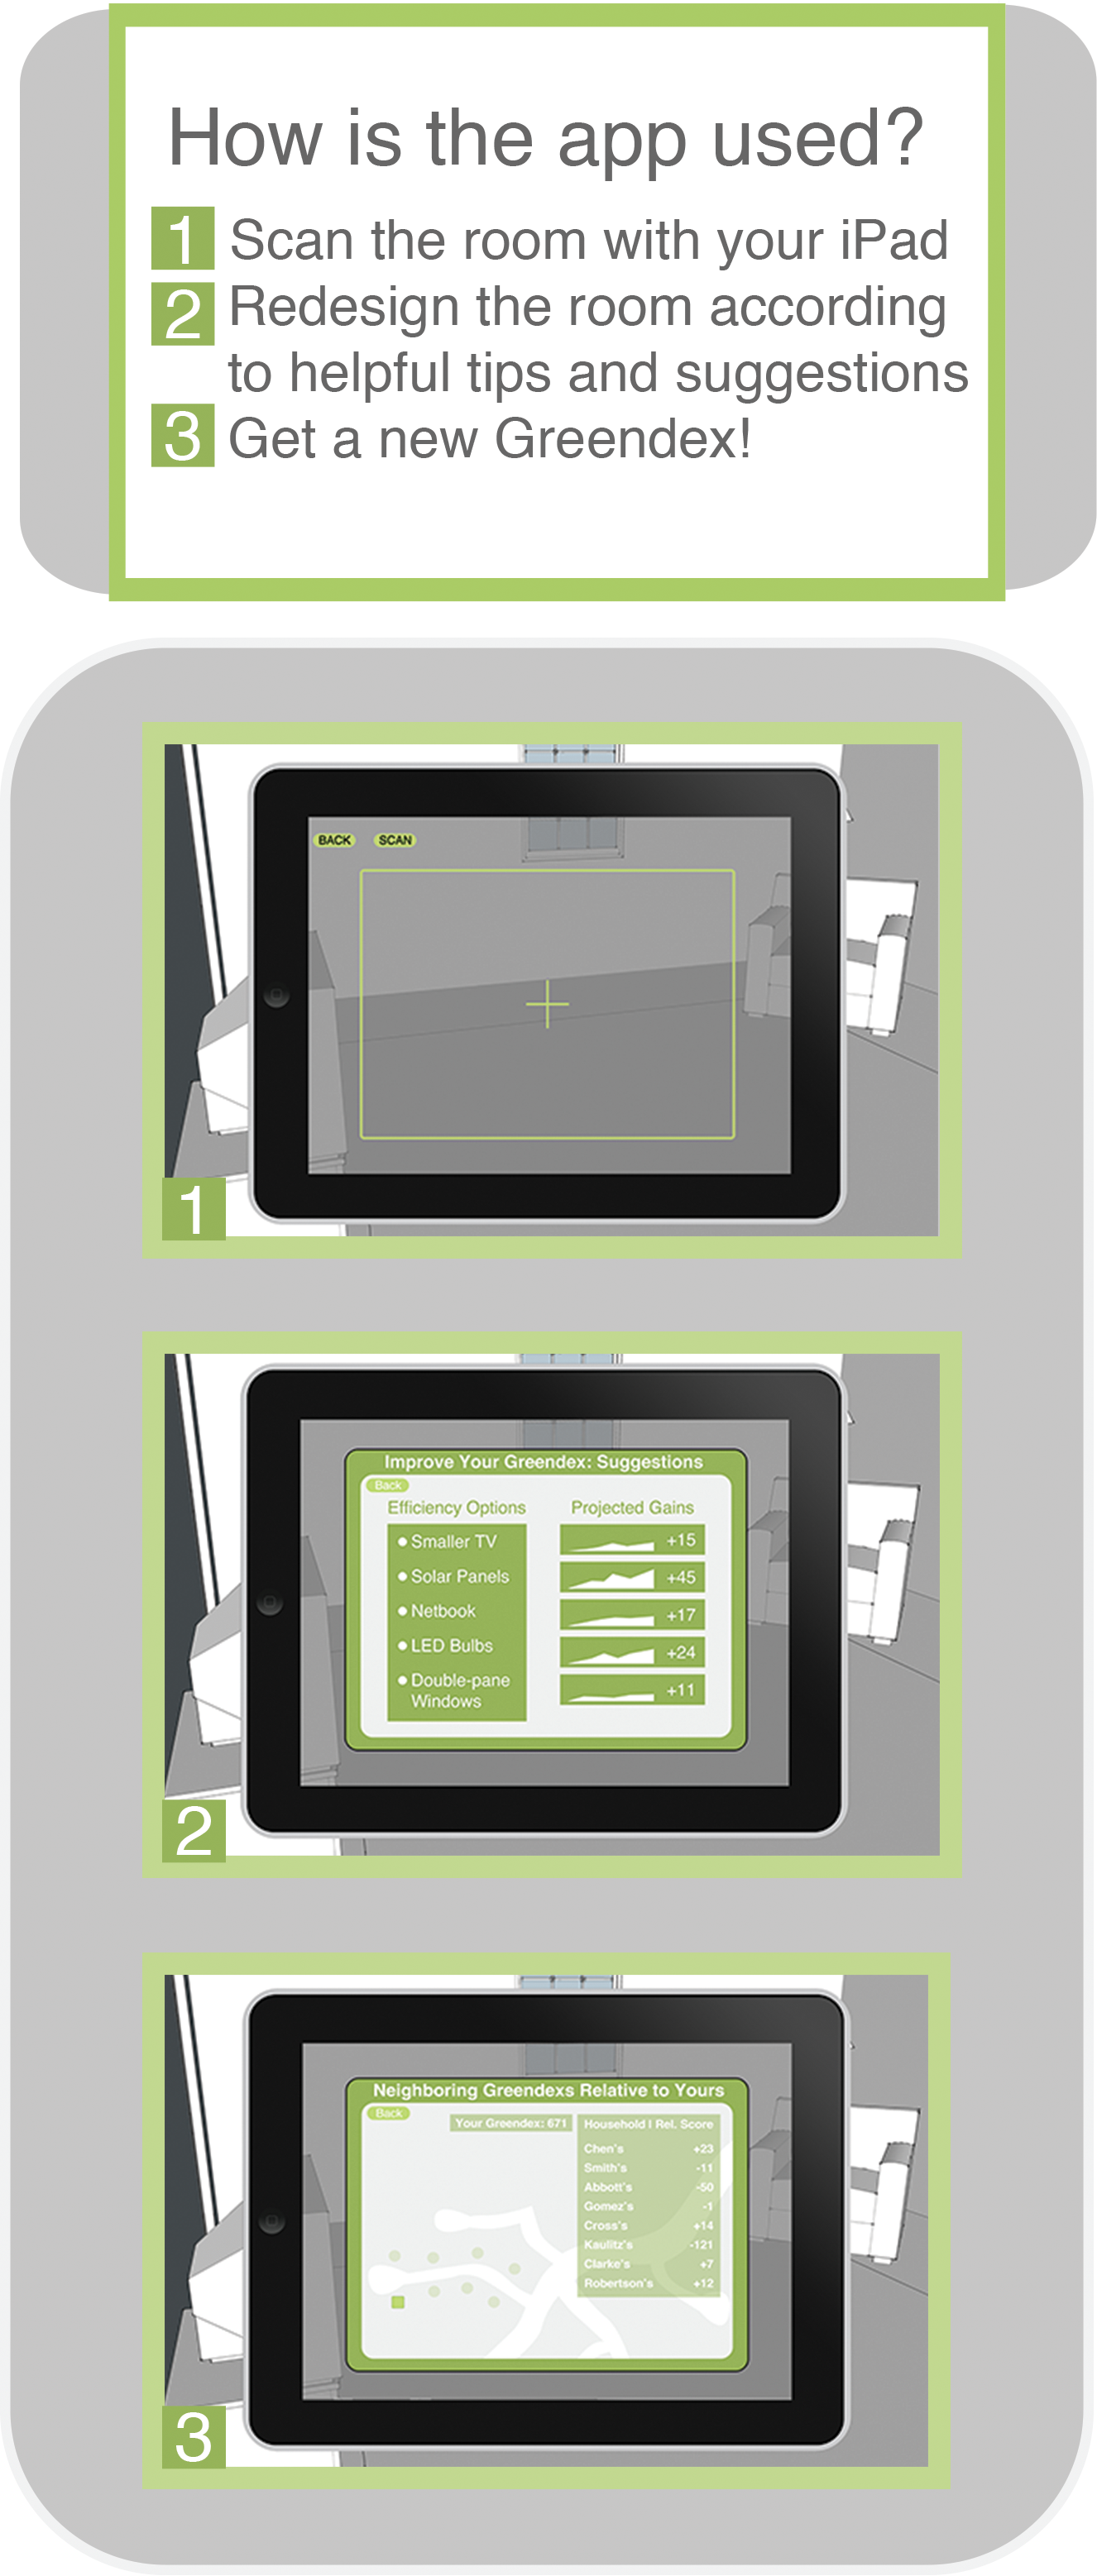 How is the app used?
1 Scan the room with your iPad
2 Redesign the room according
to helpful tips and suggestions
3 Get a new Greendex!
BACK SCAN
1
Improve Your Greendex: Suggestions
Back
Efficiency Options Projected Gains
Smaller TV +15
Solar Panels +45
Netbook +17
LED Bulbs +24
Double-pane +11
Windows
2
Neighboring Greendexs Relative to Yours
Back
Your Greendex: 671 Household | Rel. Score
Chen's +23
Smith's -11
Abbott's -50
Gomez's -1
Cross's +14
Kaulitz's -121
Clarke's +7
Robertson's +12
3